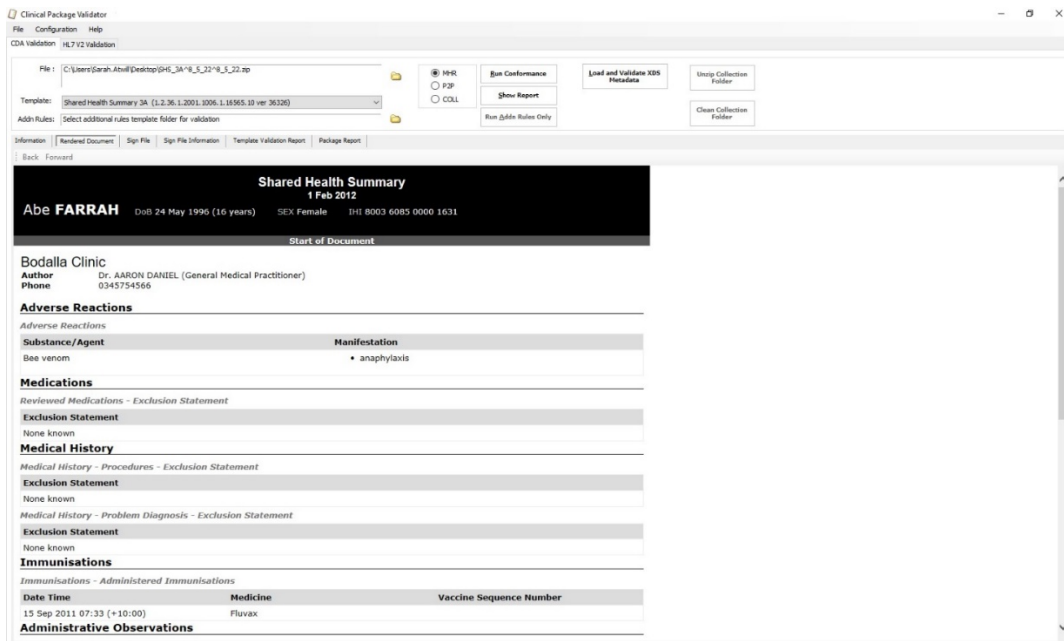 Clinical Package Validator
File Configuration Help
CDA Validation HL7 V2 Validation
File : C:\Users\Sarah.Atwill\Desktop\SHS_3A^8_5_22^8_5_22.zip
MHR
P2P
COLL
Run Conformance
Show Report
Run Addn Rules Only
Load and Validate XDS Metadata
Unzip Collection Folder
Clean Collection Folder
Template: Shared Health Summary 3A (1.2.36.1.2001.1006.1.16565.10 ver 36326)
Addn Rules: Select additional rules template folder for validation
Information Rendered Document Sign File Sign File Information Template Validation Report Package Report
Back Forward
Shared Health Summary
1 Feb 2012
Abe FARRAH DoB 24 May 1996 (16 years) SEX Female IHI 8003 6085 0000 1631
Start of Document
Bodalla Clinic
Author Dr. AARON DANIEL (General Medical Practitioner)
Phone 0345754566
Adverse Reactions
Adverse Reactions
Substance/Agent Manifestation
Bee venom • anaphylaxis
Medications
Reviewed Medications - Exclusion Statement
Exclusion Statement
None known
Medical History
Medical History - Procedures - Exclusion Statement
Exclusion Statement
None known
Medical History - Problem Diagnosis - Exclusion Statement
Exclusion Statement
None known
Immunisations
Immunisations - Administered Immunisations
Date Time Medicine Vaccine Sequence Number
15 Sep 2011 07:33 (+10:00) Fluvax
Administrative Observations